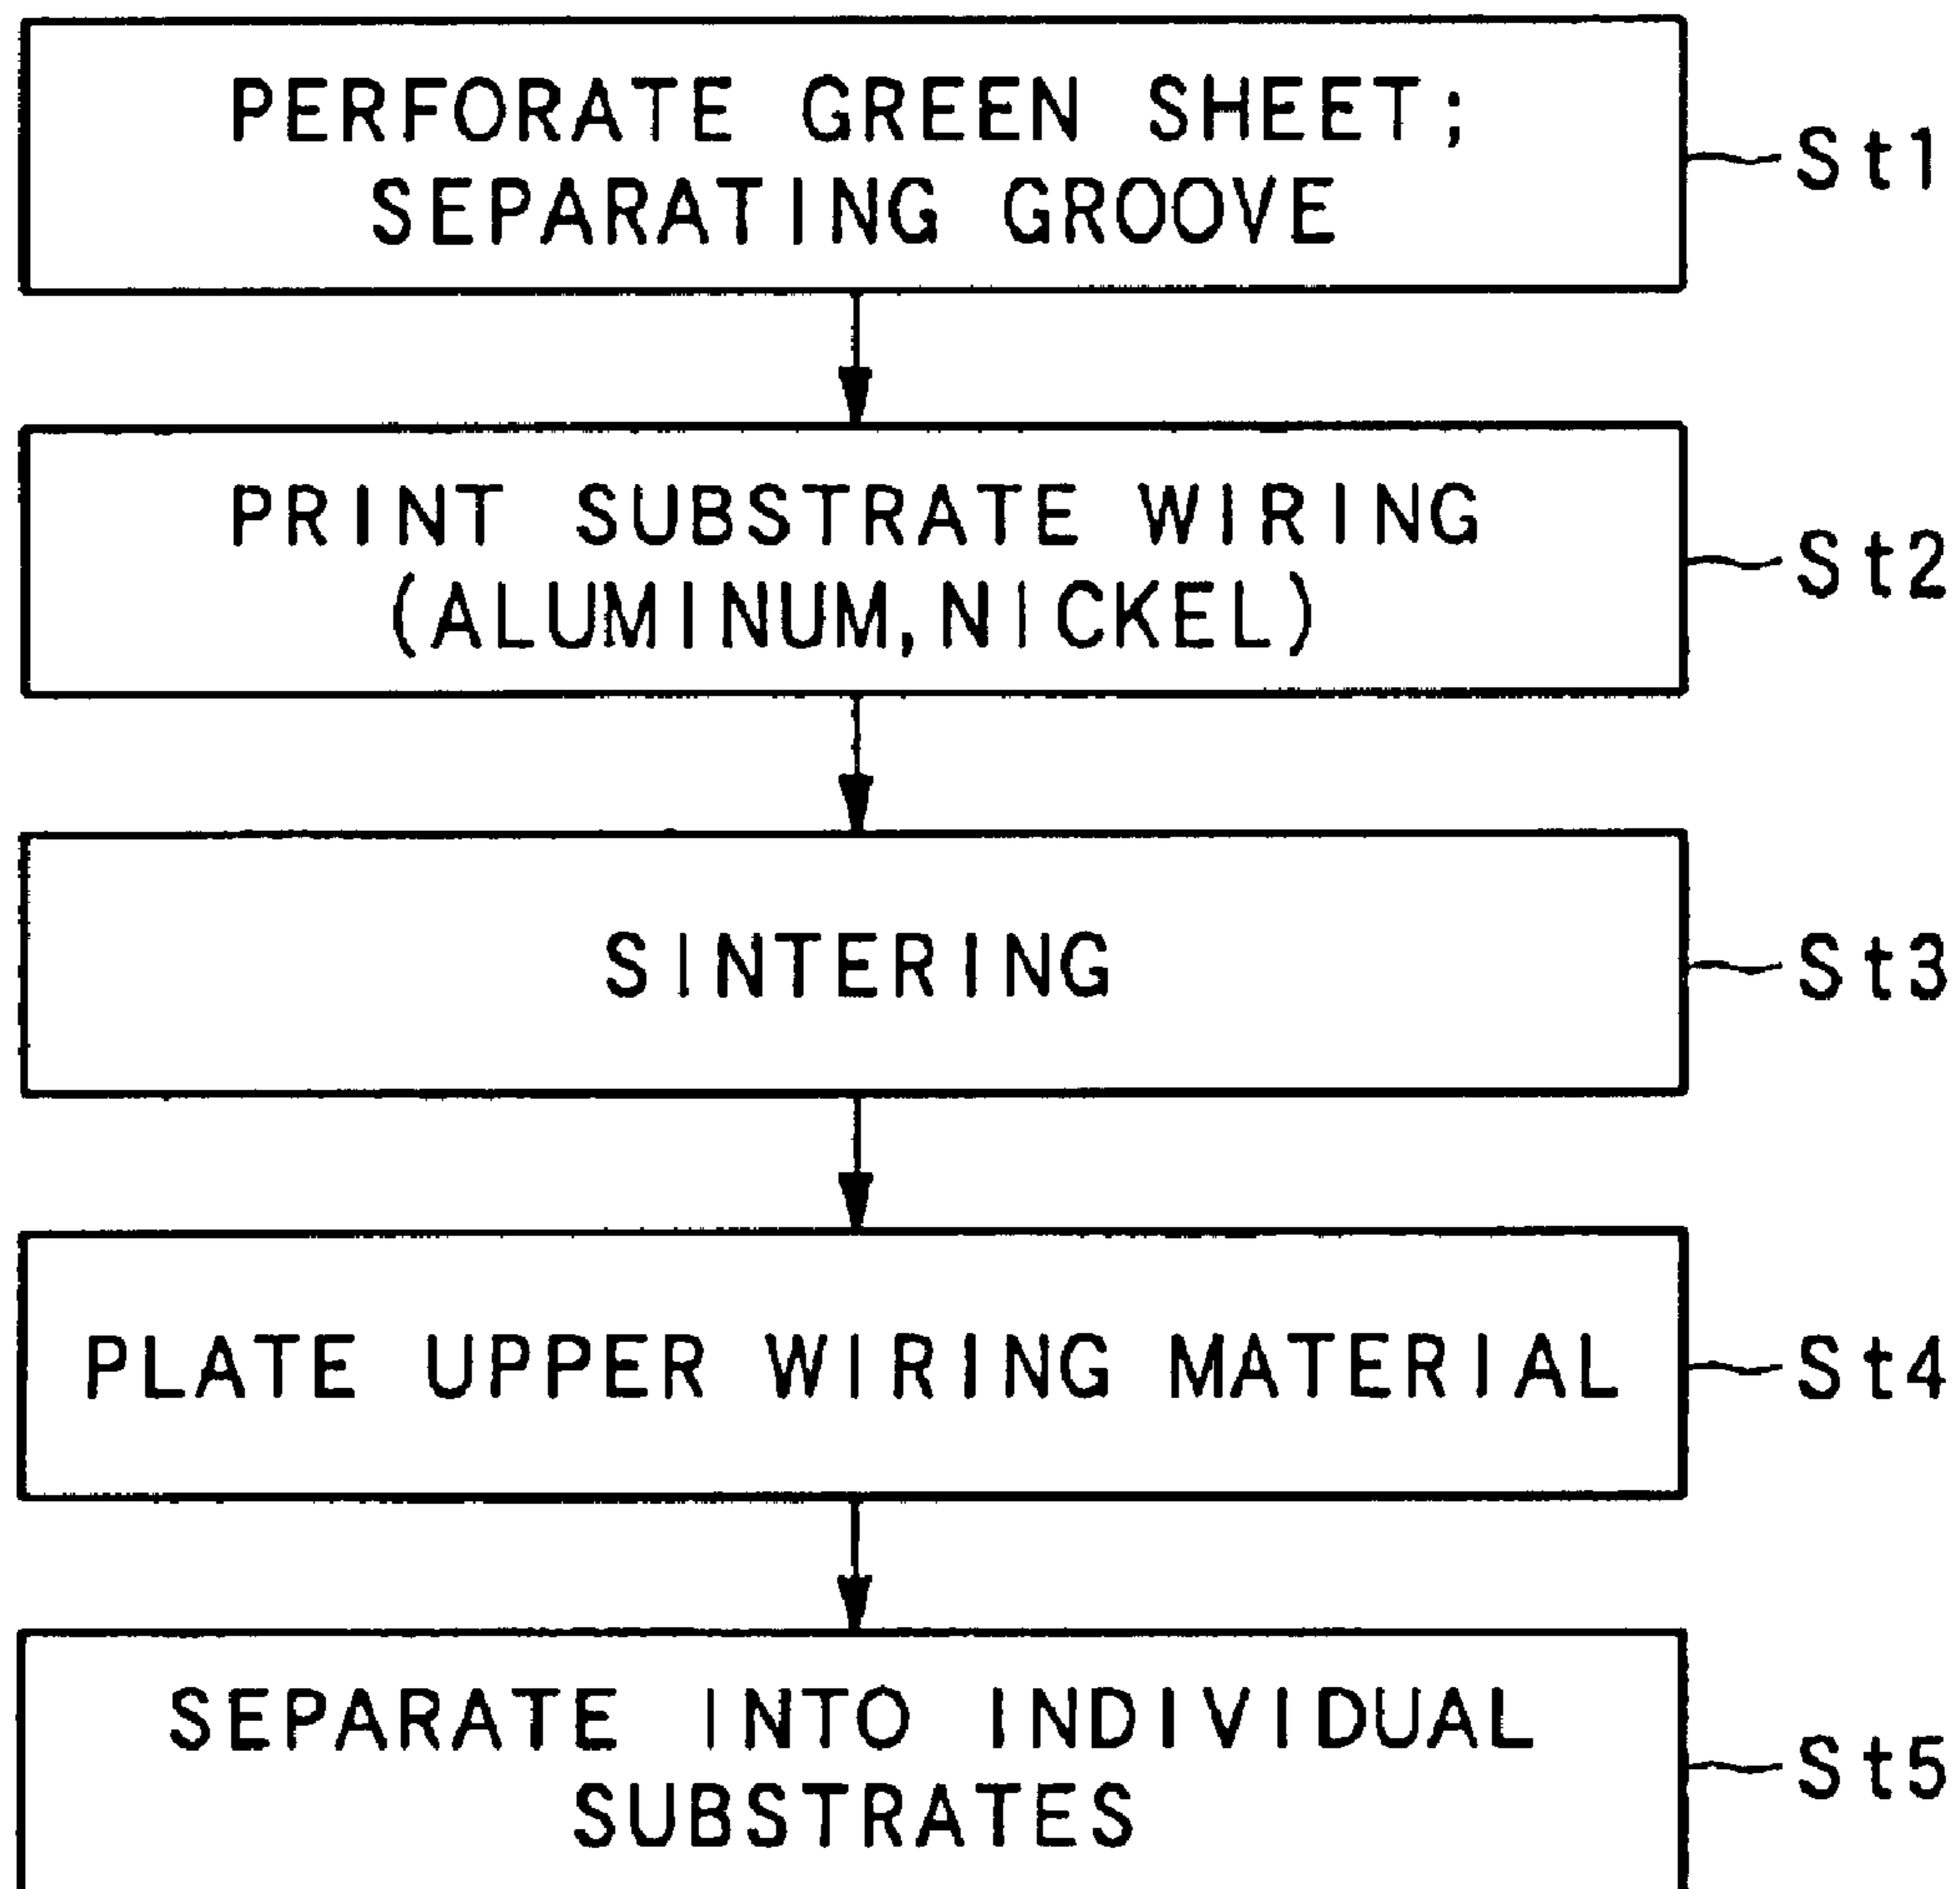 PERFORATE GREEN SHEET;
SEPARATING GROOVE
St1
PRINT SUBSTRATE WIRING
(ALUMINUM,NICKEL)
St2
SINTERING
St3
PLATE UPPER WIRING MATERIAL
St4
SEPARATE INTO INDIVIDUAL
SUBSTRATES
St5